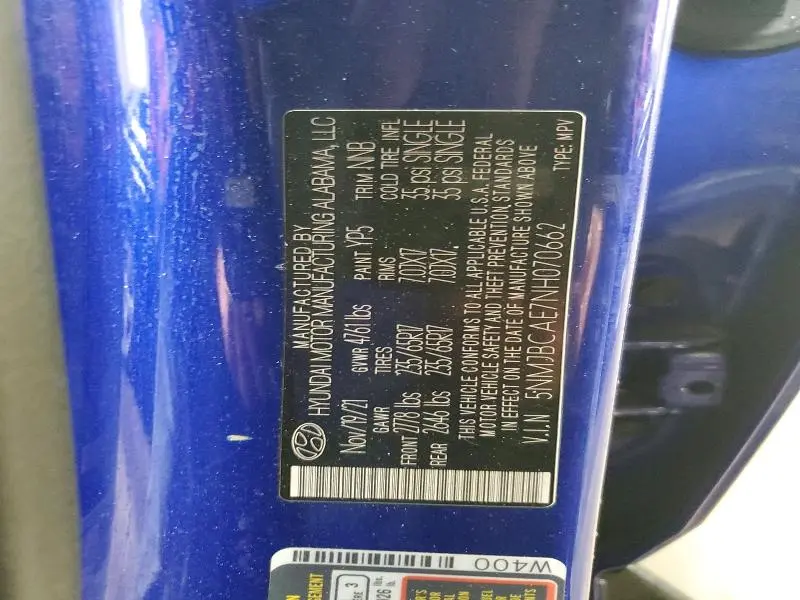 MANUFACTURED BY
HYUNDAI MOTOR MANUFACTURING ALABAMA, LLC
Nov/19/21 GVWR 4761 lbs PAINT YP5 TRIM NNB
GAWR TIRES RIMS COLD TIRE INFL
FRONT 2778 lbs 235/65R17 7.0JX17 35 psi SINGLE
REAR 2646 lbs 235/65R17 7.0JX17 35 psi SINGLE
THIS VEHICLE CONFORMS TO ALL APPLICABLE U.S.A. FEDERAL
MOTOR VEHICLE SAFETY AND THEFT PREVENTION STANDARDS
IN EFFECT ON THE DATE OF MANUFACTURE SHOWN ABOVE
V.I.N 5NMJBCAE7NH070662 TYPE: MPV
W400